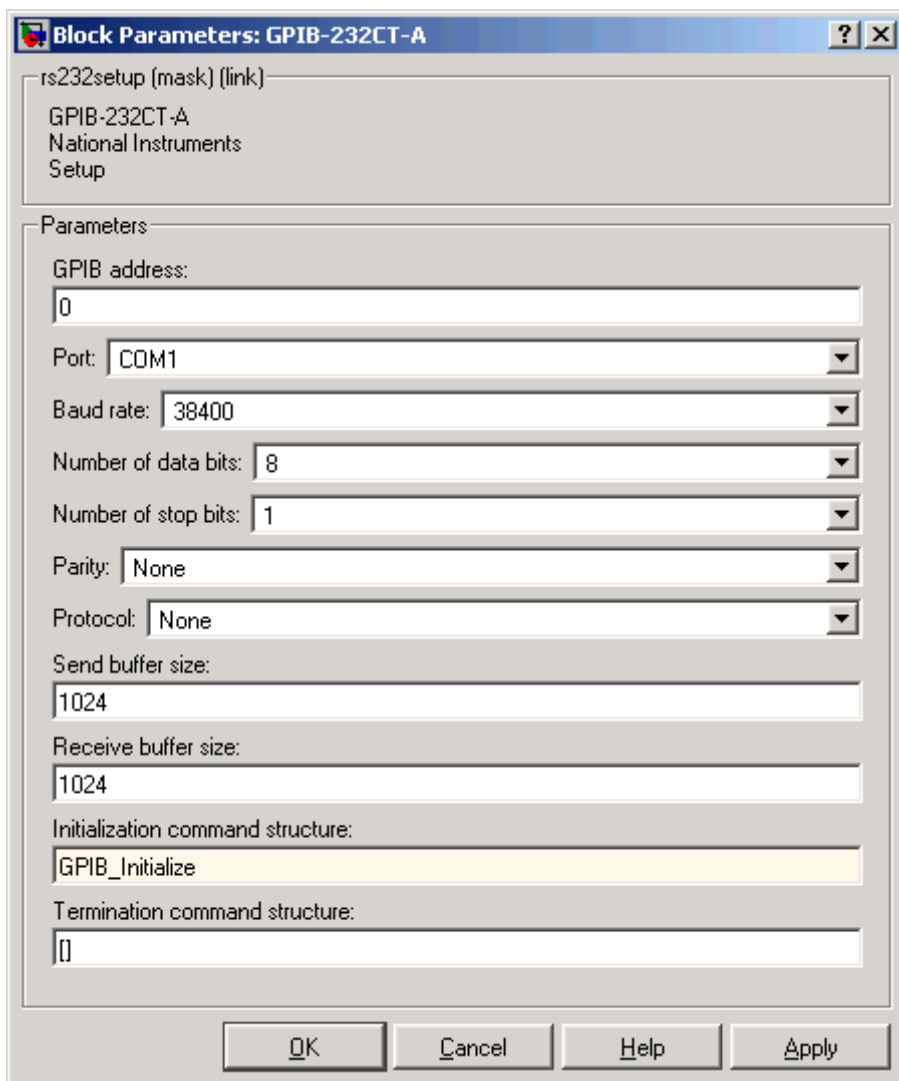 Block Parameters: GPIB-232CT-A
rs232setup (mask) (link)
GPIB-232CT-A
National Instruments
Setup
Parameters
GPIB address:
0
Port: COM1
Baud rate: 38400
Number of data bits: 8
Number of stop bits: 1
Parity: None
Protocol: None
Send buffer size:
1024
Receive buffer size:
1024
Initialization command structure:
GPIB_Initialize
Termination command structure:
[]
OK Cancel Help Apply